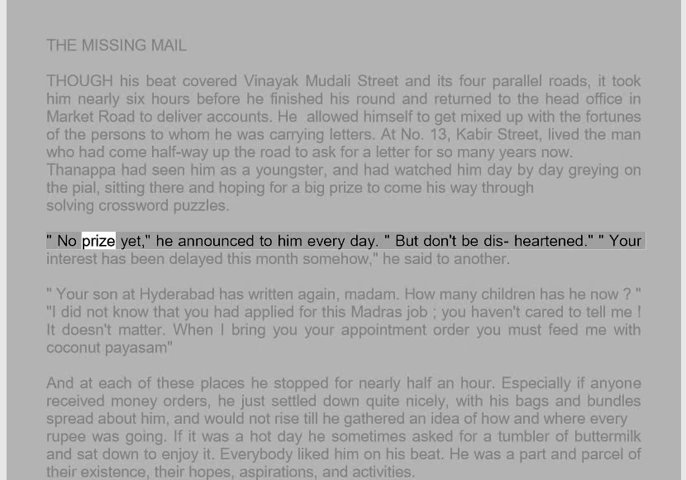 THE MISSING MAIL
THOUGH his beat covered Vinayak Mudali Street and its four parallel roads, it took
him nearly six hours before he finished his round and returned to the head office in
Market Road to deliver accounts. He allowed himself to get mixed up with the fortunes
of the persons to whom he was carrying letters. At No. 13, Kabir Street, lived the man
who had come half-way up the road to ask for a letter for so many years now.
Thanappa had seen him as a youngster, and had watched him day by day greying on
the pial, sitting there and hoping for a big prize to come his way through
solving crossword puzzles.
" No prize yet," he announced to him every day. " But don't be dis- heartened." " Your
interest has been delayed this month somehow," he said to another.
" Your son at Hyderabad has written again, madam. How many children has he now ? "
"I did not know that you had applied for this Madras job ; you haven't cared to tell me !
It doesn't matter. When I bring you your appointment order you must feed me with
coconut payasam"
And at each of these places he stopped for nearly half an hour. Especially if anyone
received money orders, he just settled down quite nicely, with his bags and bundles
spread about him, and would not rise till he gathered an idea of how and where every
rupee was going. If it was a hot day he sometimes asked for a tumbler of buttermilk
and sat down to enjoy it. Everybody liked him on his beat. He was a part and parcel of
their existence, their hopes, aspirations, and activities.